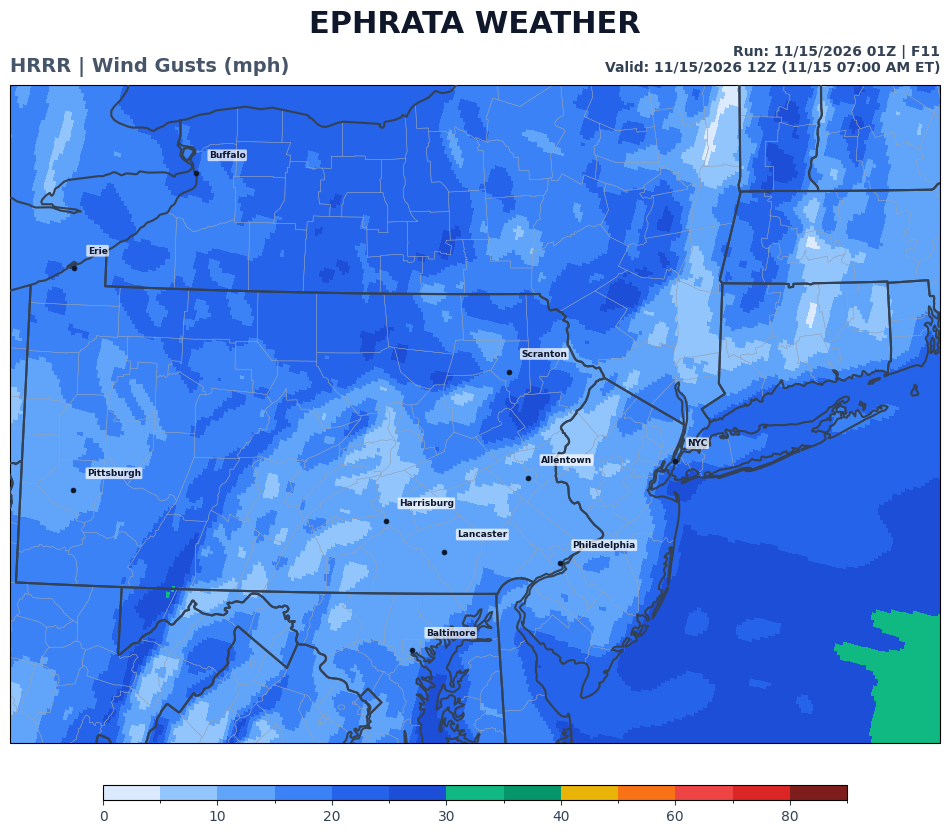 EPHRATA WEATHER
HRRR | Wind Gusts (mph)
Run: 11/15/2026 01Z | F11
Valid: 11/15/2026 12Z (11/15 07:00 AM ET)
Buffalo
Erie
Scranton
NYC
Allentown
Pittsburgh
Harrisburg
Lancaster
Philadelphia
Baltimore
0 10 20 30 40 50 60 70 80